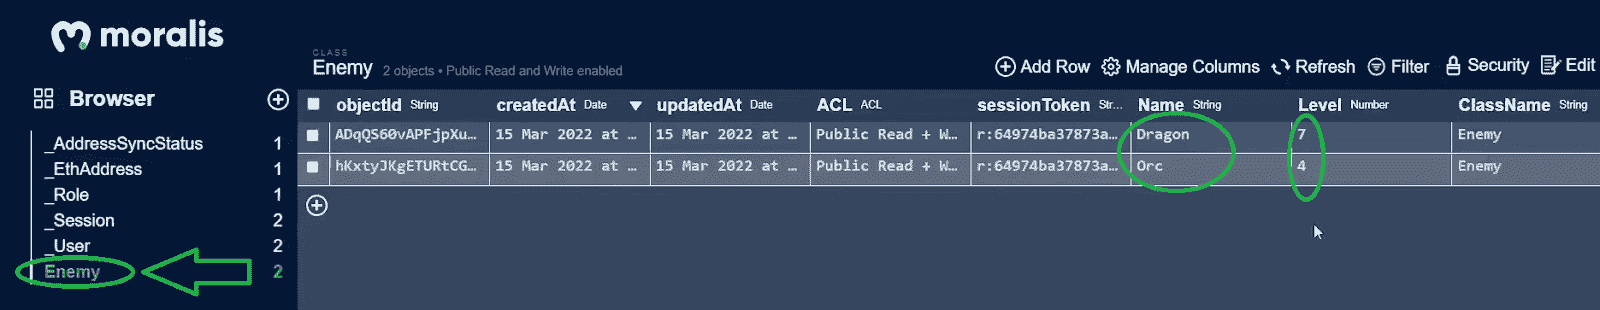 moralis
Browser
_AddressSyncStatus 1
_EthAddress 1
_Role 1
_Session 2
_User 2
Enemy 2
CLASS
Enemy 2 objects • Public Read and Write enabled
Add Row Manage Columns Refresh Filter Security Edit
objectId String createdAt Date updatedAt Date ACL ACL sessionToken Str... Name String Level Number ClassName String
ADqQS60vAPFjpXu... 15 Mar 2022 at ... 15 Mar 2022 at ... Public Read + W... r:64974ba37873a... Dragon 7 Enemy
hKxtyJKgETURtCG... 15 Mar 2022 at ... 15 Mar 2022 at ... Public Read + W... r:64974ba37873a... Orc 4 Enemy